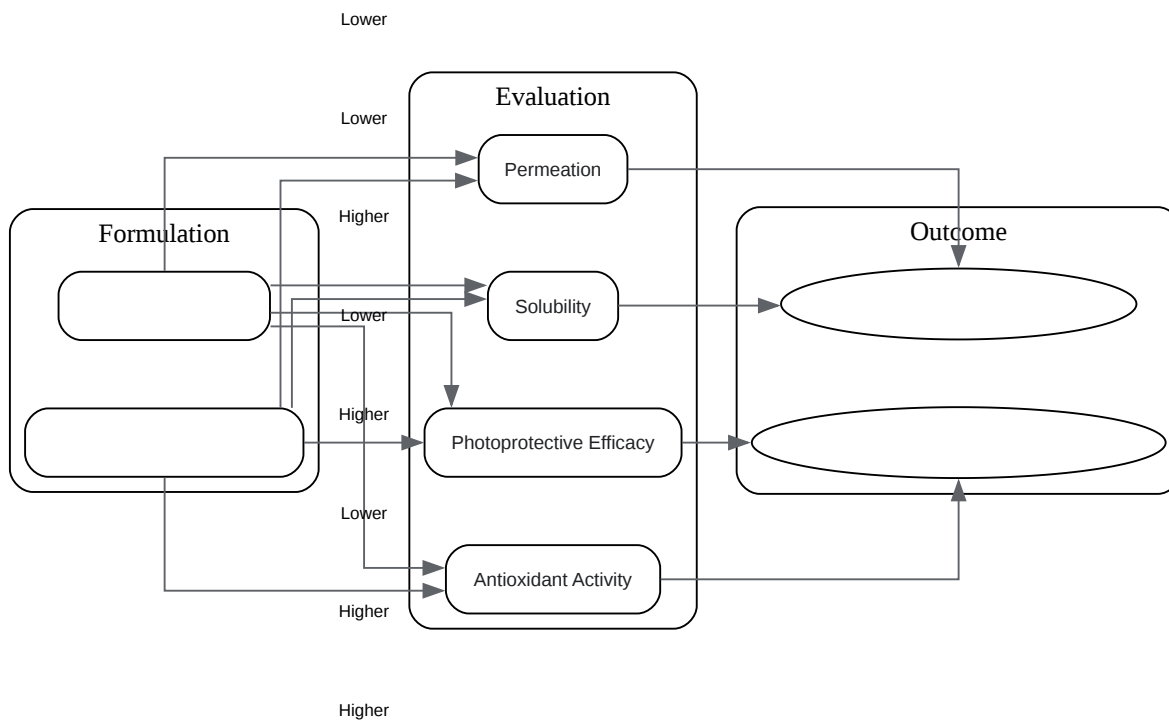 Lower
Evaluation
Lower
Permeation
Higher
Formulation
Outcome
Solubility
Lower
Higher
Photoprotective Efficacy
Lower
Antioxidant Activity
Higher
Higher